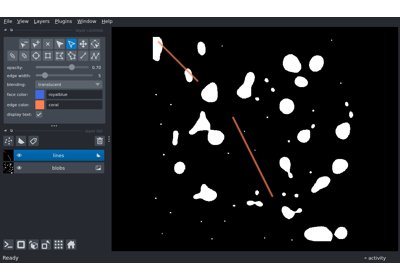 File View Layers Plugins Window Help
opacity: 0.70
edge width: 5
blending: translucent
face color: royalblue
edge color: coral
display text:
lines
blobs
Ready
activity